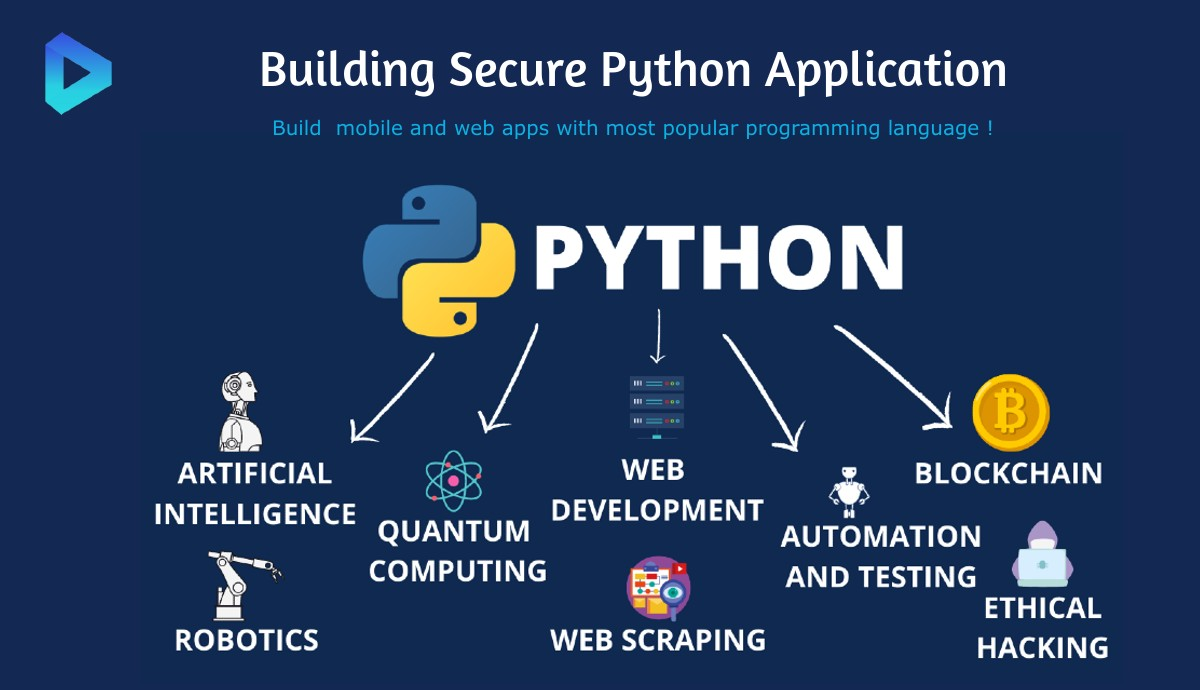 Building Secure Python Application
Build  mobile and web apps with most popular programming language !
PYTHON
ARTIFICIAL
INTELLIGENCE
QUANTUM
COMPUTING
WEB
DEVELOPMENT
AUTOMATION
AND TESTING
BLOCKCHAIN
ROBOTICS
WEB SCRAPING
ETHICAL
HACKING